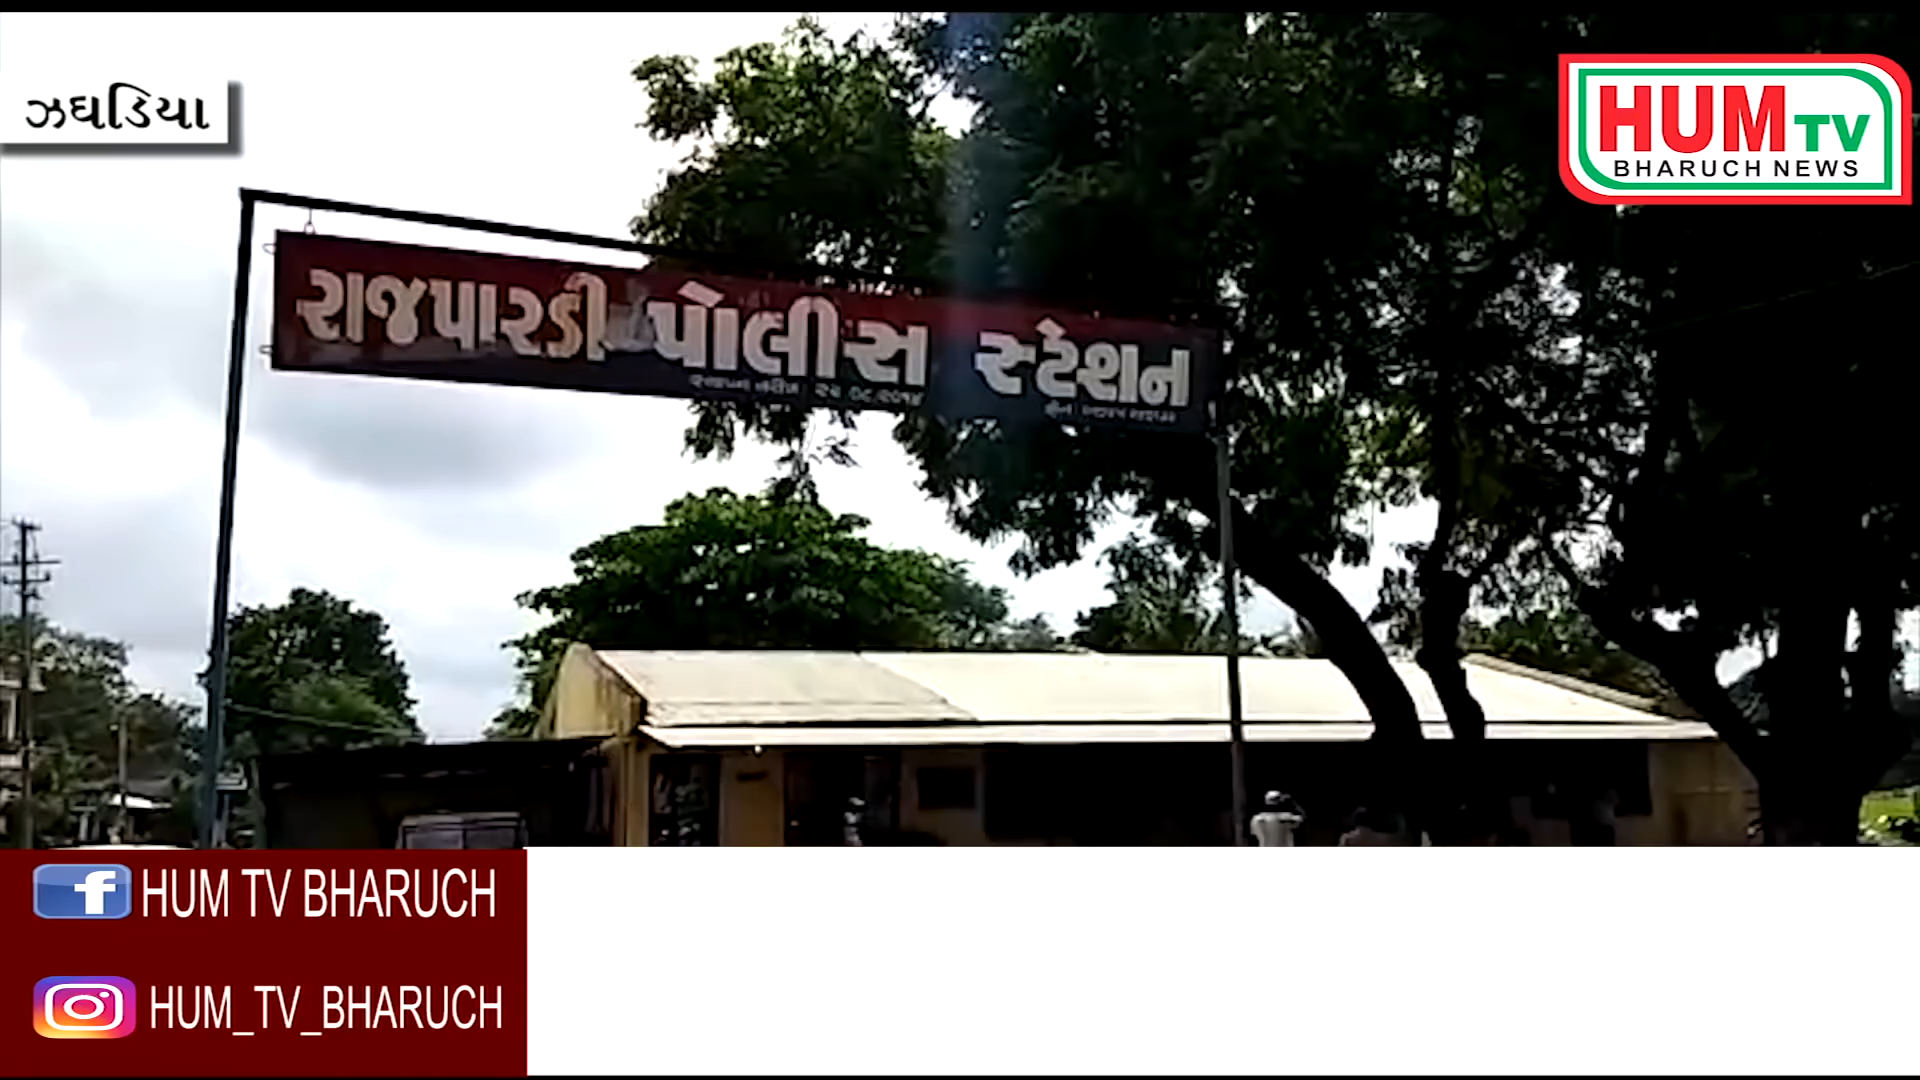 ઝઘડિયા
HUM TV
BHARUCH NEWS
રાજપારડી પોલીસ સ્ટેશન
HUM TV BHARUCH
HUM_TV_BHARUCH